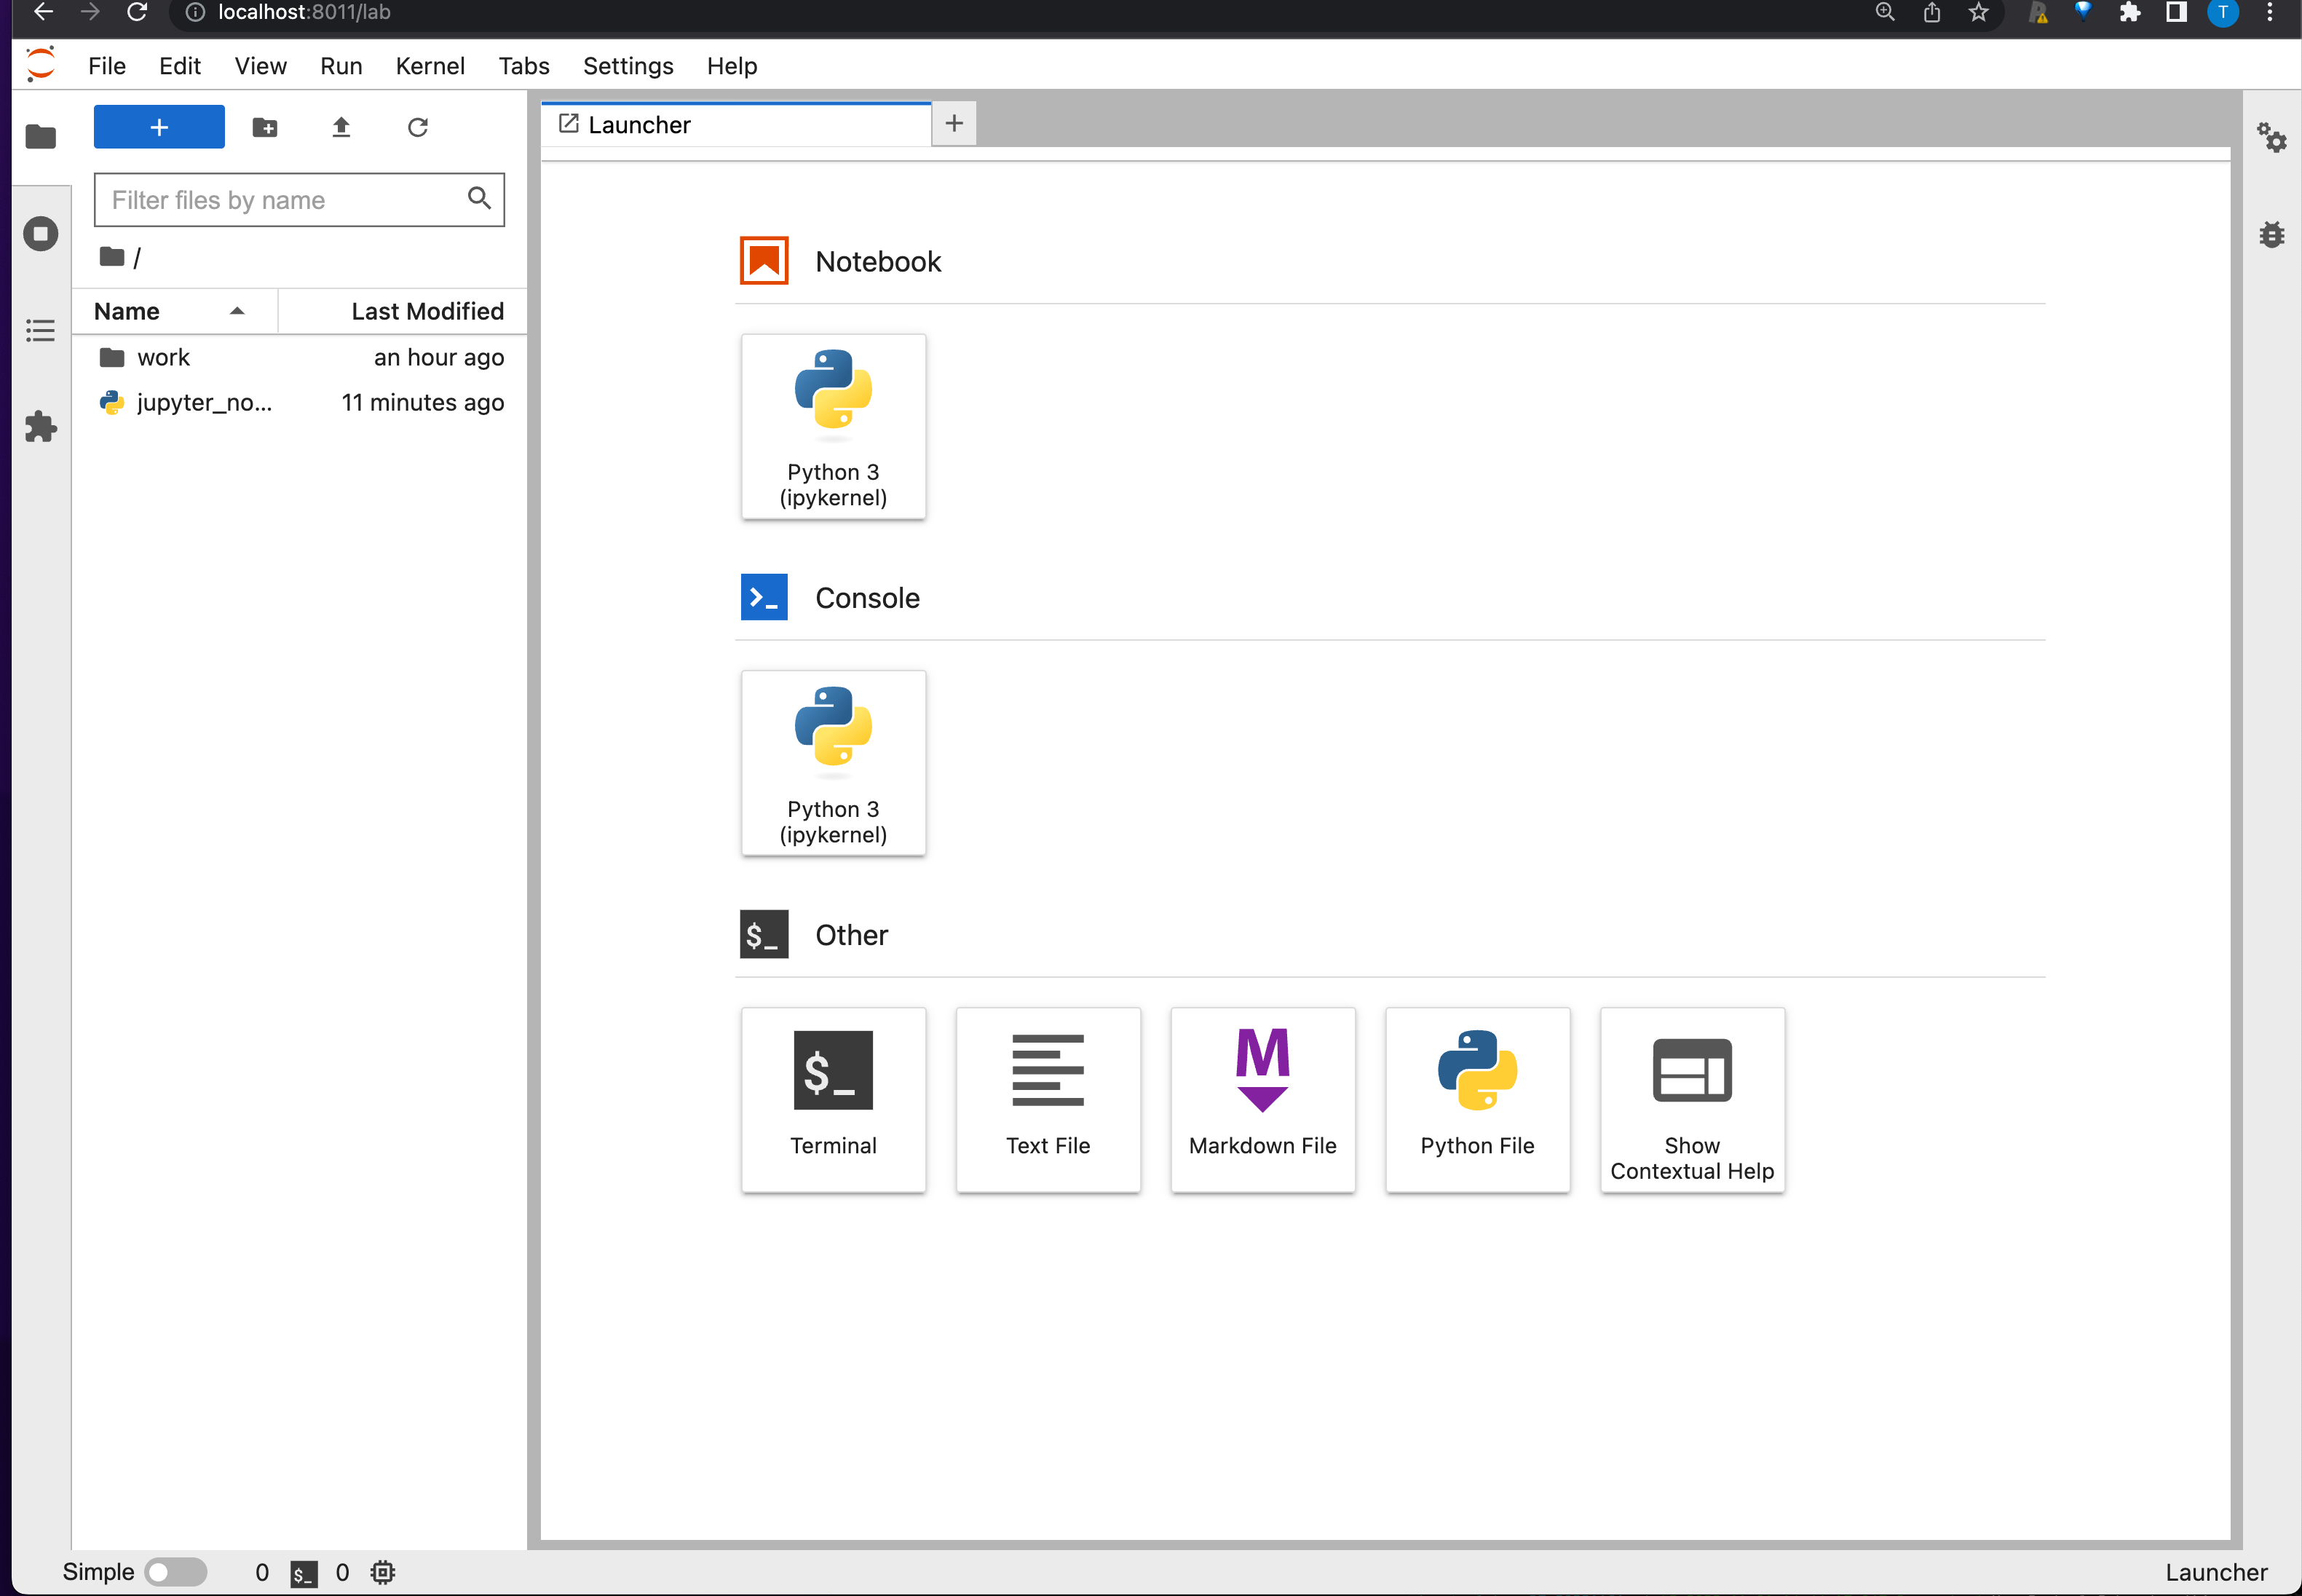 localhost:8011/lab
T
File Edit View Run Kernel Tabs Settings Help
Launcher
Filter files by name
/
Name Last Modified
work an hour ago
jupyter_no... 11 minutes ago
Notebook
Python 3
(ipykernel)
Console
Python 3
(ipykernel)
$_ Other
$_
Terminal
Text File
M
Markdown File
Python File
Show
Contextual Help
Simple 0 $_ 0 Launcher